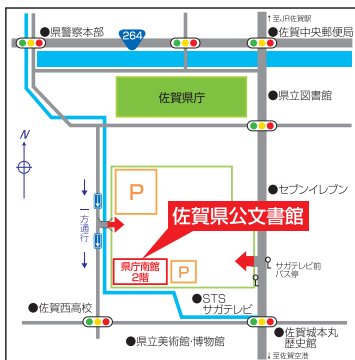 ↑至JR佐賀駅
●県警察本部
264
●佐賀中央郵便局
佐賀県庁
●県立図書館
N
P
●セブンイレブン
一方通行
佐賀県公文書館
県庁南館
2階
P
サガテレビ前
バス停
●STS
サガテレビ
●佐賀西高校
●県立美術館・博物館
●佐賀城本丸
歴史館
↓至佐賀空港